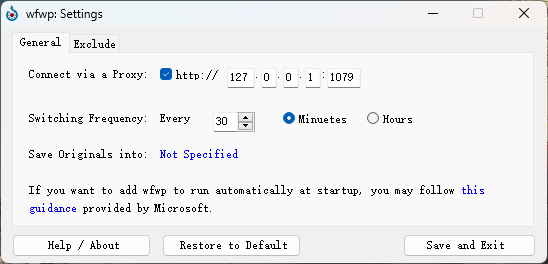 wfwp: Settings
General Exclude
Connect via a Proxy: http:// 127 . 0 . 0 . 1 : 1079
Switching Frequency: Every 30 Minuetes Hours
Save Originals into: Not Specified
If you want to add wfwp to run automatically at startup, you may follow this
guidance provided by Microsoft.
Help / About Restore to Default Save and Exit